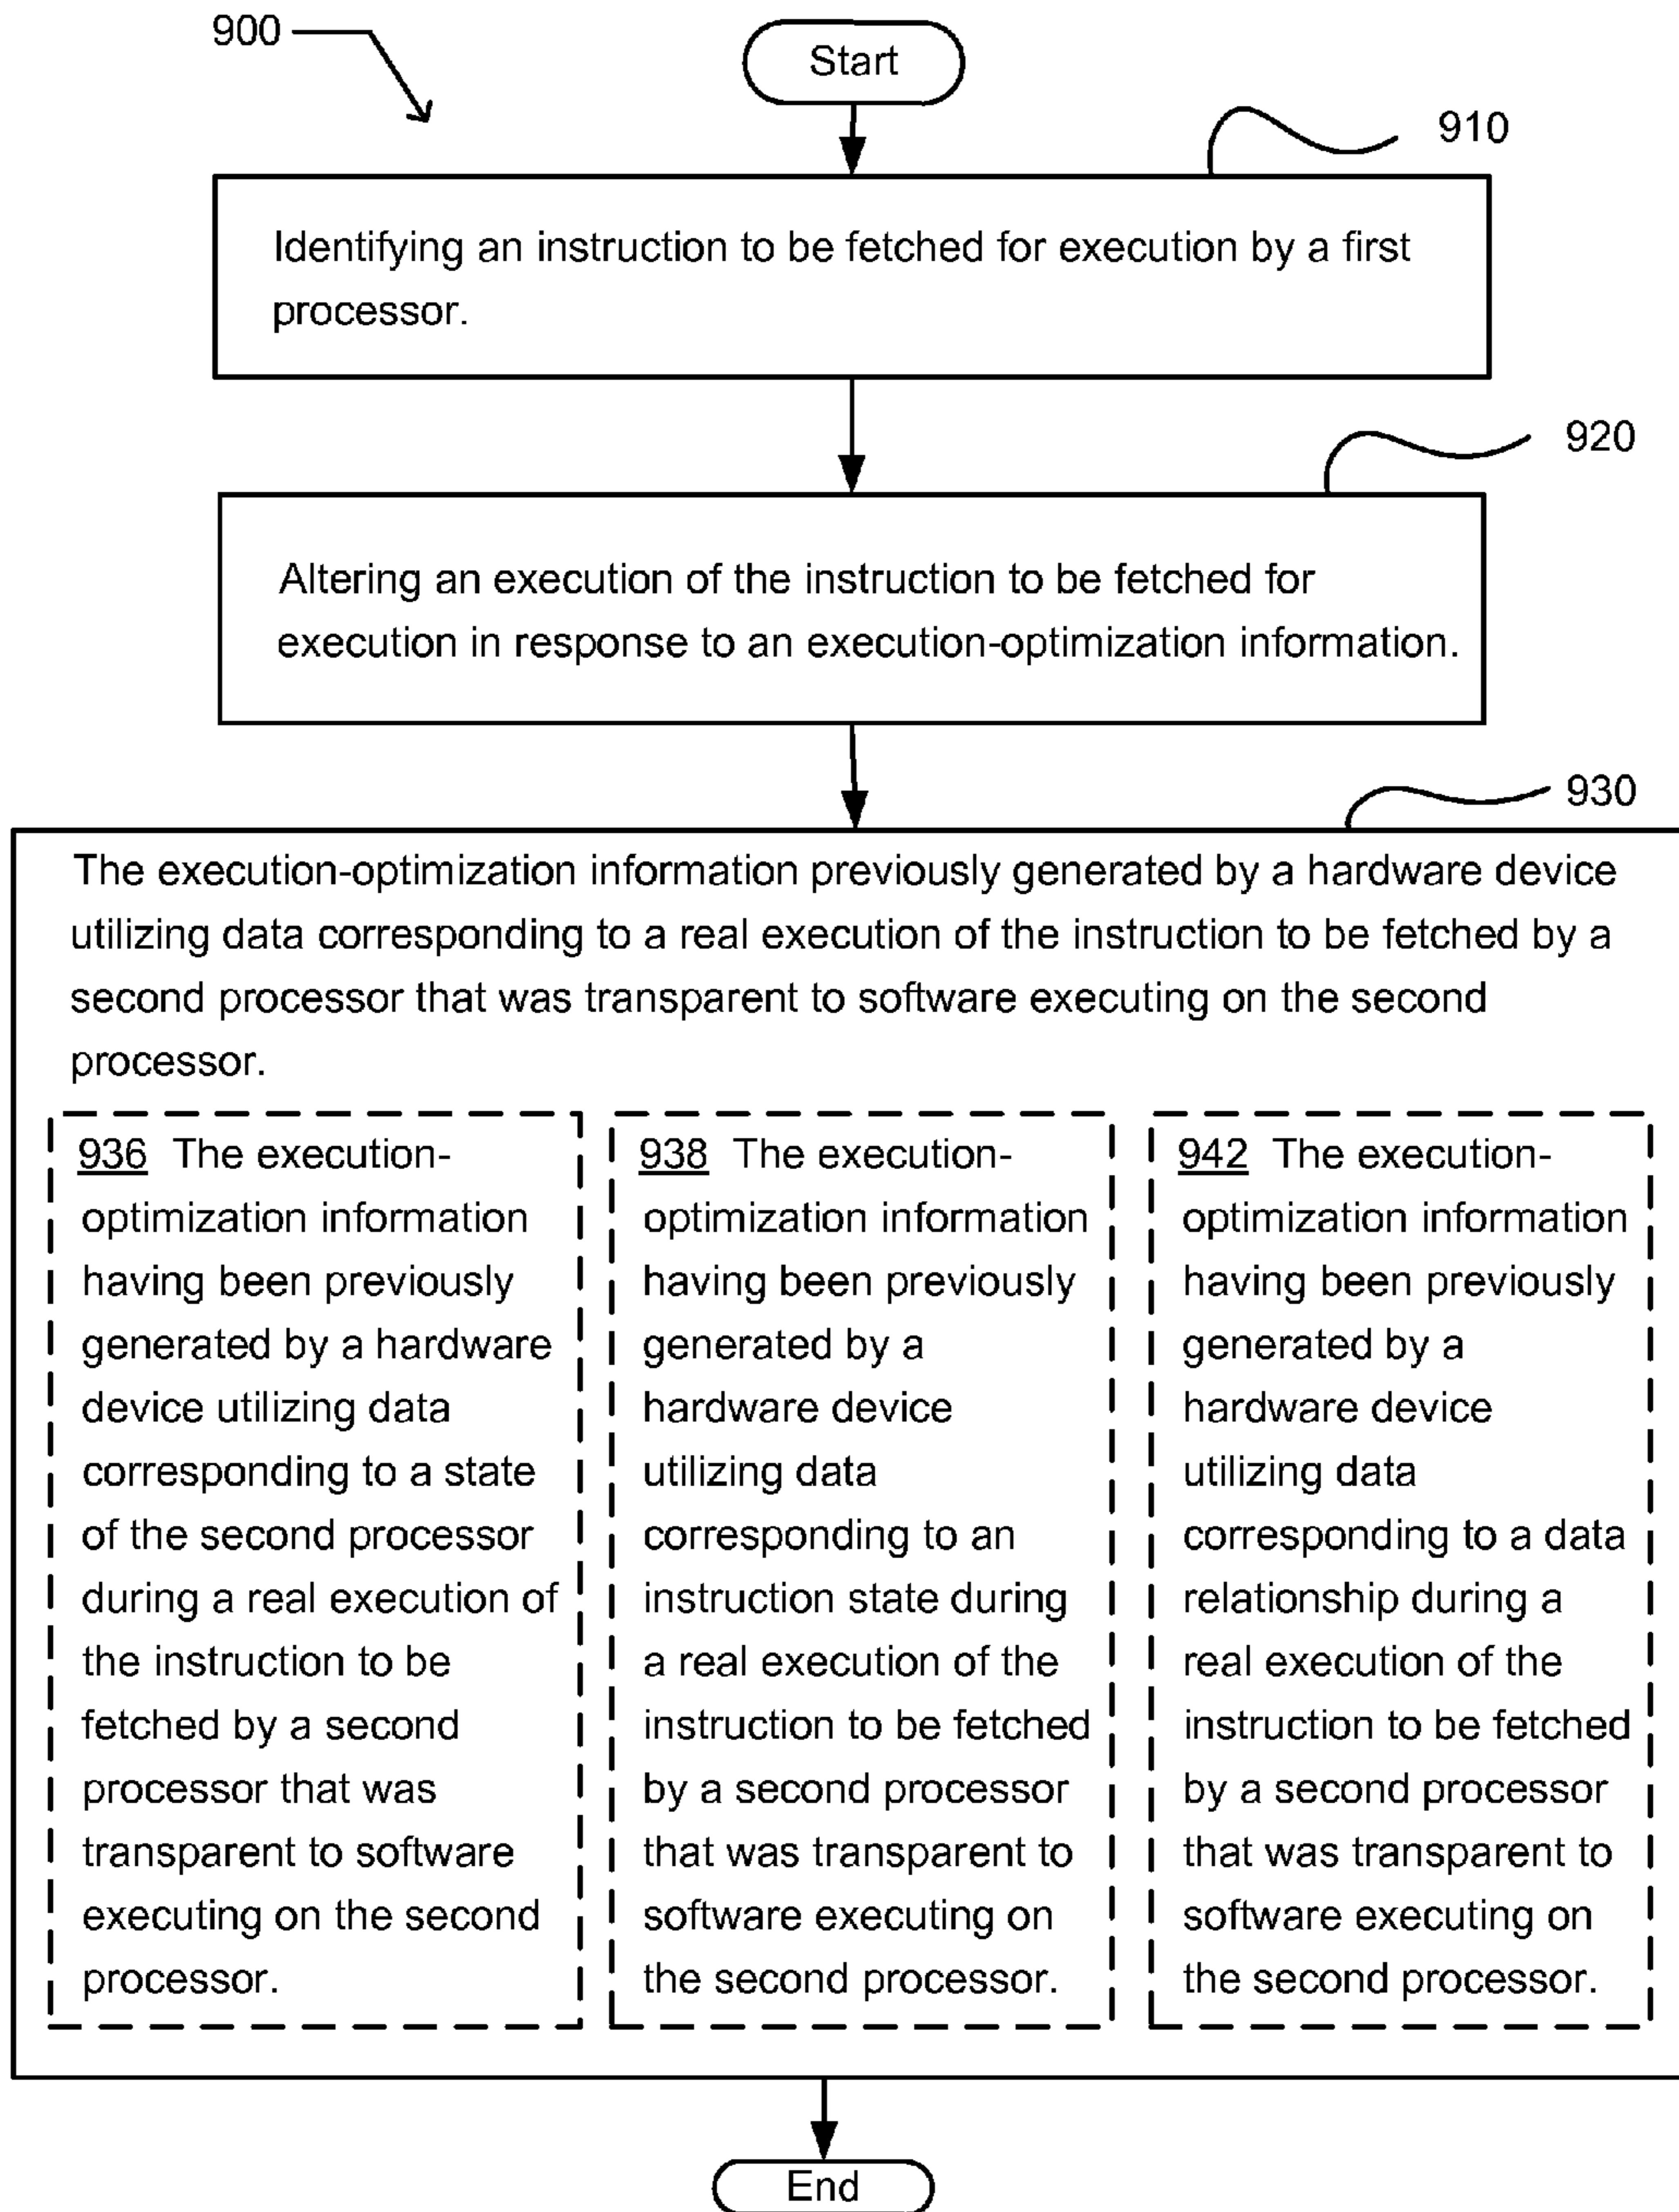 900
Start
910
Identifying an instruction to be fetched for execution by a first
processor.
920
Altering an execution of the instruction to be fetched for
execution in response to an execution-optimization information.
930
The execution-optimization information previously generated by a hardware device
utilizing data corresponding to a real execution of the instruction to be fetched by a
second processor that was transparent to software executing on the second
processor.
936 The execution-
optimization information
having been previously
generated by a hardware
device utilizing data
corresponding to a state
of the second processor
during a real execution of
the instruction to be
fetched by a second
processor that was
transparent to software
executing on the second
processor.
938 The execution-
optimization information
having been previously
generated by a
hardware device
utilizing data
corresponding to an
instruction state during
a real execution of the
instruction to be fetched
by a second processor
that was transparent to
software executing on
the second processor.
942 The execution-
optimization information
having been previously
generated by a
hardware device
utilizing data
corresponding to a data
relationship during a
real execution of the
instruction to be fetched
by a second processor
that was transparent to
software executing on
the second processor.
End